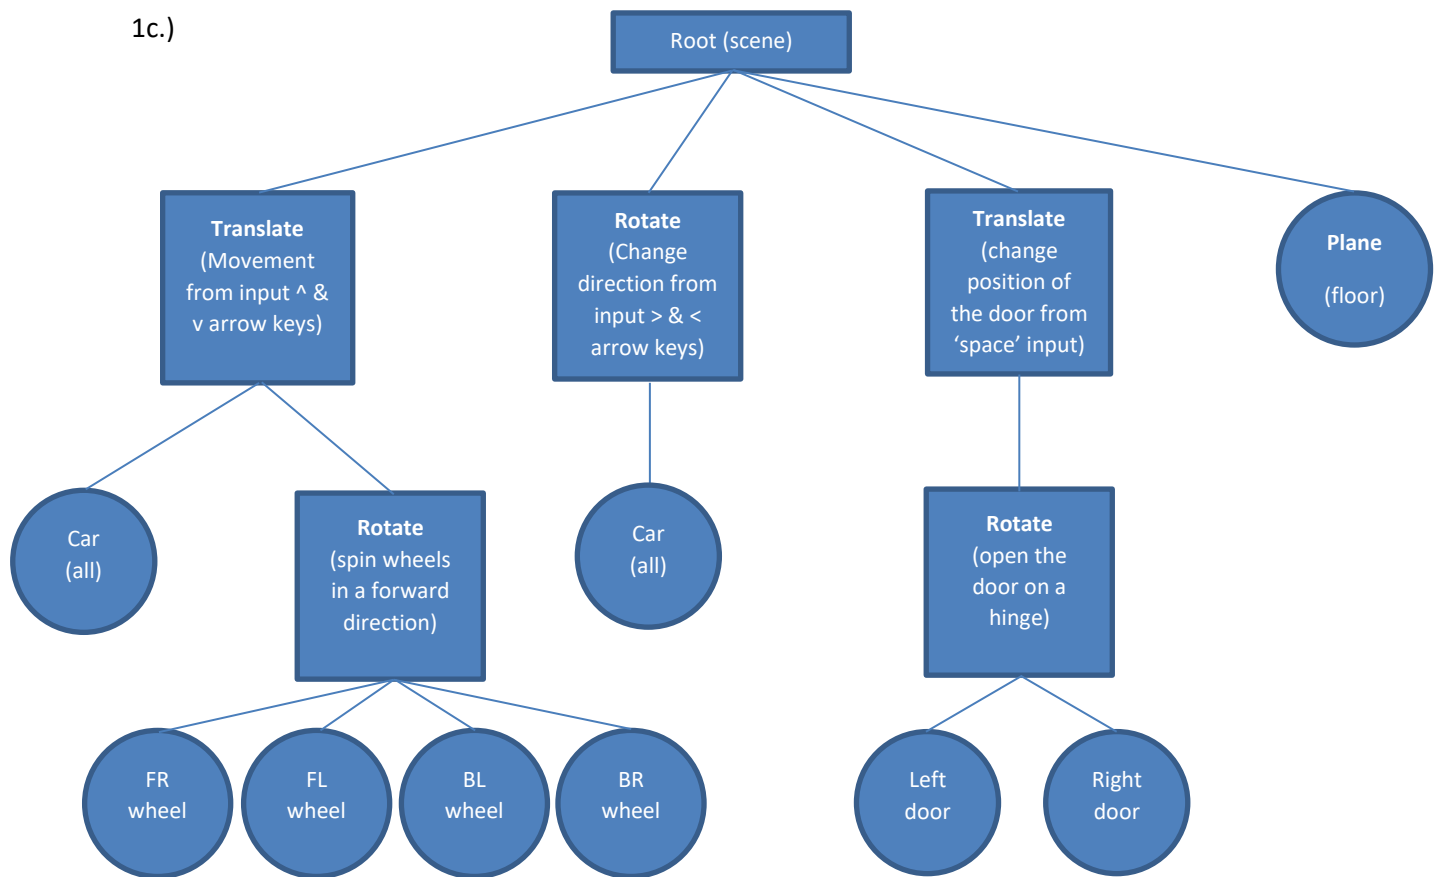 1c.)
Root (scene)
Translate
(Movement
from input ^ &
v arrow keys)
Rotate
(Change
direction from
input > & <
arrow keys)
Translate
(change
position of
the door from
‘space’ input)
Plane
(floor)
Car
(all)
Rotate
(spin wheels
in a forward
direction)
Car
(all)
Rotate
(open the
door on a
hinge)
FR
wheel
FL
wheel
BL
wheel
BR
wheel
Left
door
Right
door